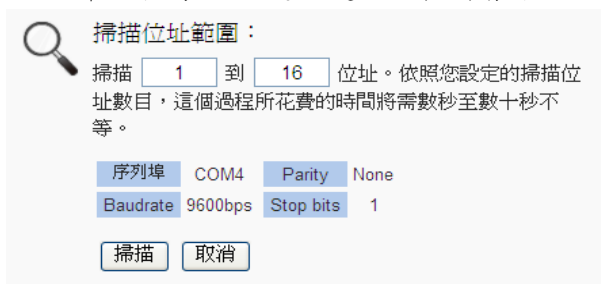 掃描位址範圍：
掃描 1 到 16 位址。依照您設定的掃描位
址數目，這個過程所花費的時間將需數秒至數十秒不
等。
序列埠 COM4 Parity None
Baudrate 9600bps Stop bits 1
掃描 取消